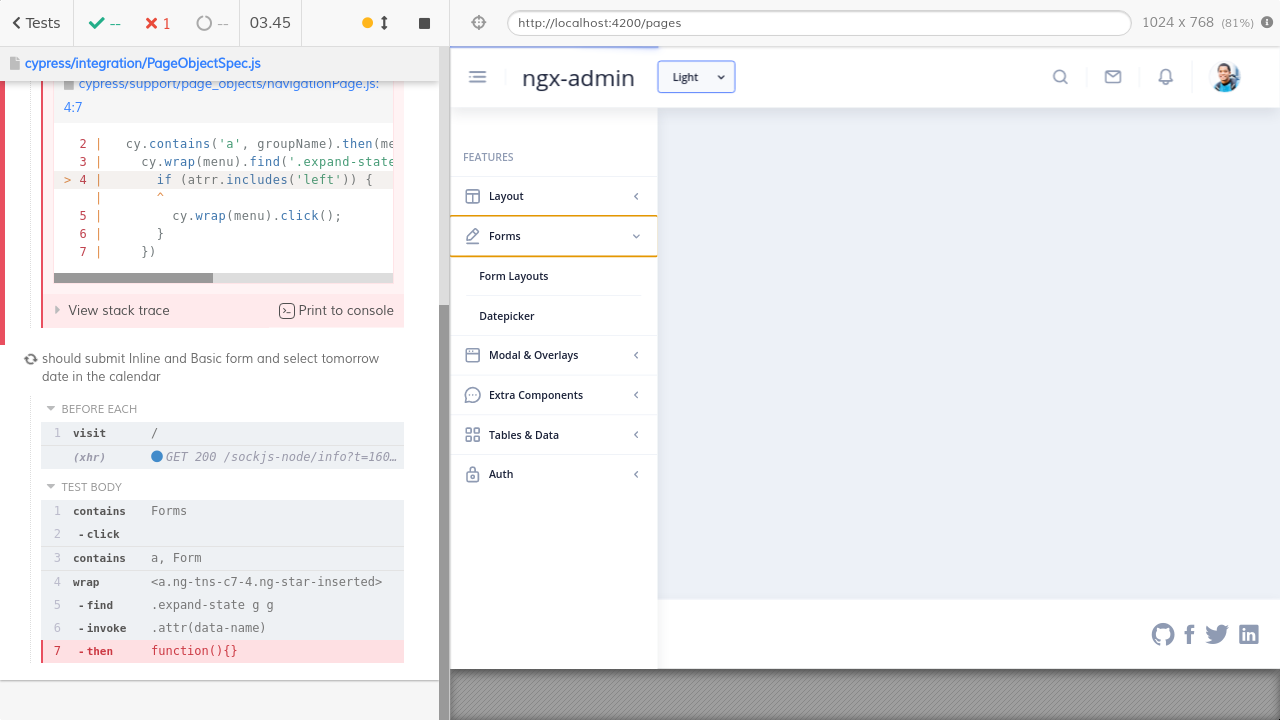 Tests
--
1
--
03.45
cypress/integration/PageObjectSpec.js
cypress/support/page_objects/navigationPage.js:
4:7
2 | cy.contains('a', groupName).then(me
3 | cy.wrap(menu).find('.expand-state
> 4 | if (atrr.includes('left')) {
| ^
5 | cy.wrap(menu).click();
6 | }
7 | })
View stack trace
Print to console
should submit Inline and Basic form and select tomorrow
date in the calendar
BEFORE EACH
1 visit /
(xhr) GET 200 /sockjs-node/info?t=160…
TEST BODY
1 contains Forms
2 -click
3 contains a, Form
4 wrap <a.ng-tns-c7-4.ng-star-inserted>
5 -find .expand-state g g
6 -invoke .attr(data-name)
7 -then function(){}
http://localhost:4200/pages
1024 x 768 (81%)
ngx-admin
Light
FEATURES
Layout
Forms
Form Layouts
Datepicker
Modal & Overlays
Extra Components
Tables & Data
Auth